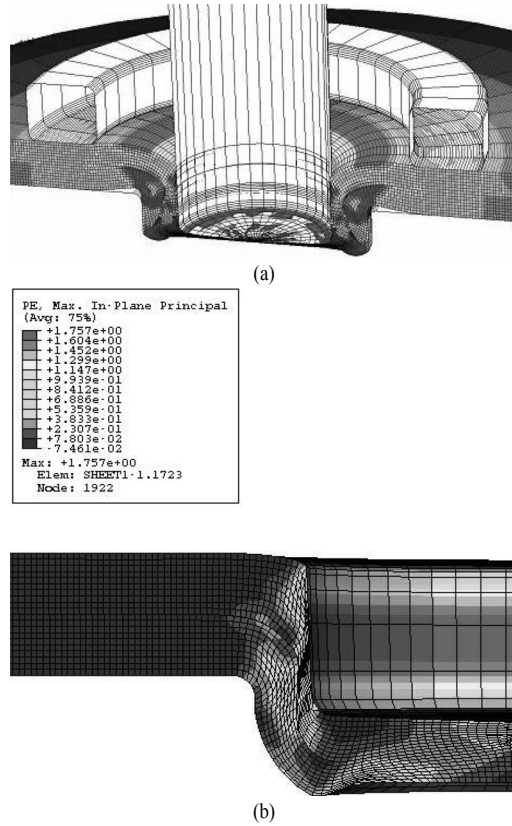 (a)
PE, Max. In-Plane Principal
(Avg: 75%)
+1.757e+00
+1.604e+00
+1.452e+00
+1.299e+00
+1.147e+00
+9.939e-01
+8.412e-01
+6.886e-01
+5.359e-01
+3.833e-01
+2.307e-01
+7.803e-02
-7.461e-02
Max: +1.757e+00
Elem: SHEET1-1.1723
Node: 1922
(b)